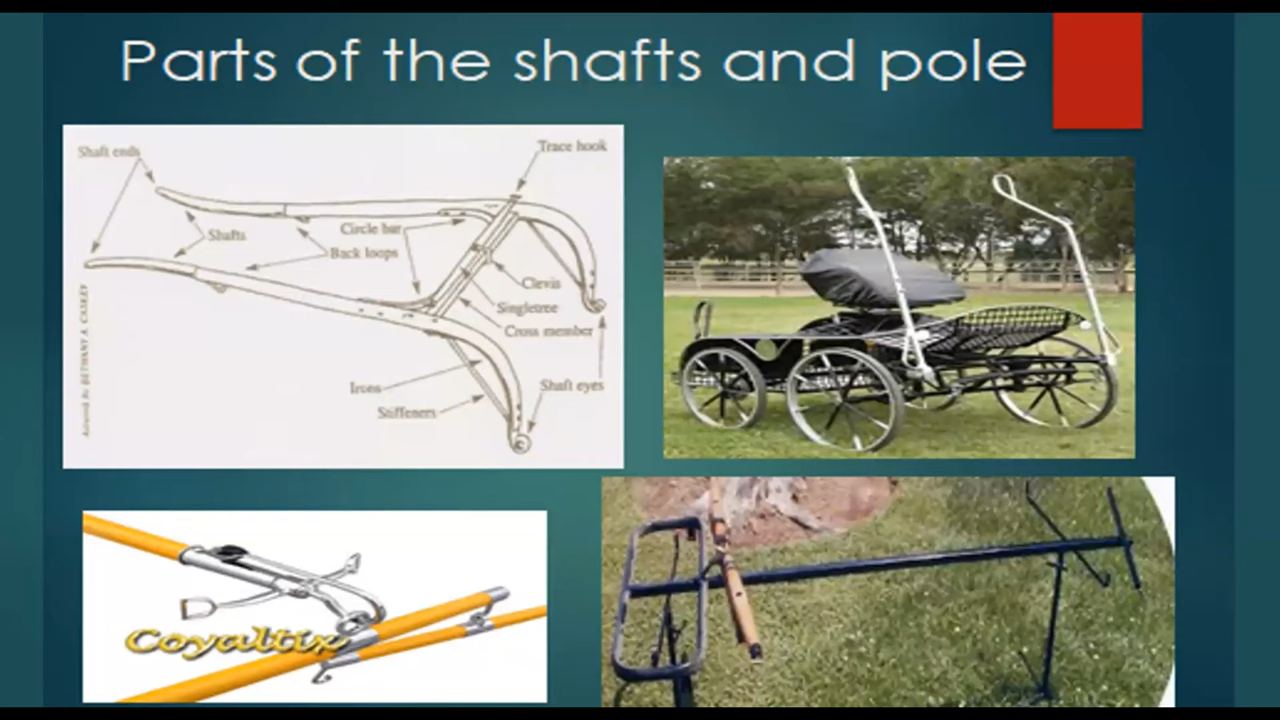 Parts of the shafts and pole
Shaft ends
Trace hook
Circle bar
Shafts
Back loops
Clevis
Singletree
Cross member
Irons
Shaft eyes
Stiffeners
Coyaltix